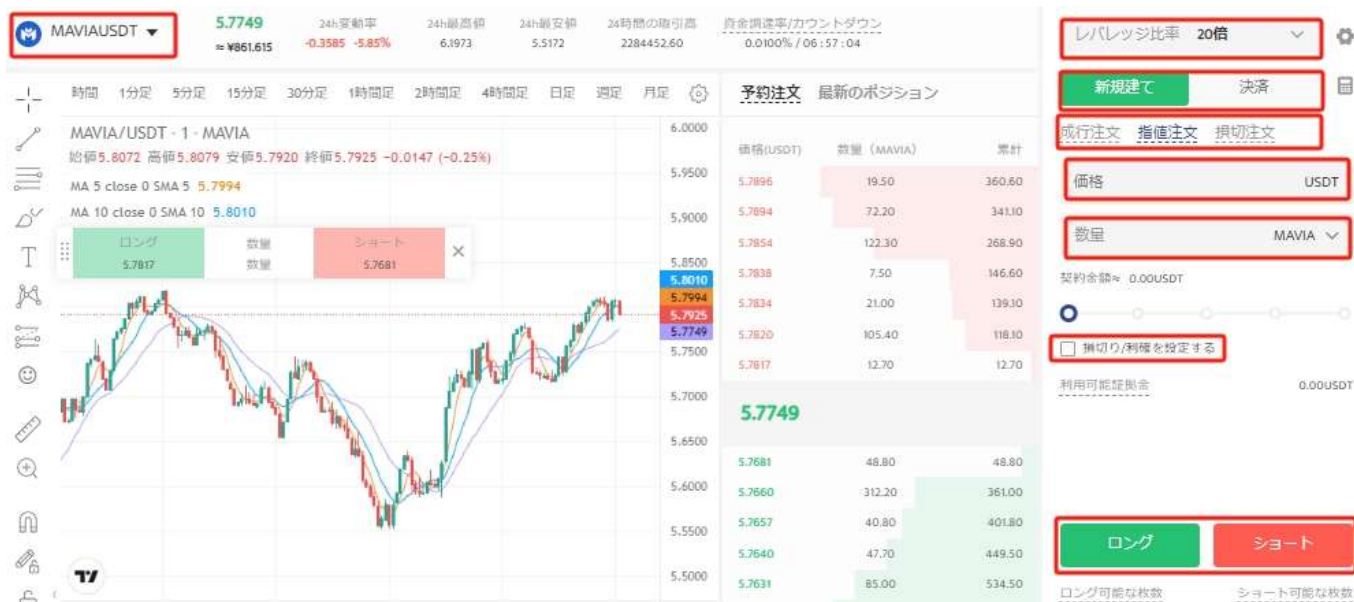 MAVIAUSDT
5.7749
≈ ¥861.615
24h変動率
-0.3585 -5.85%
24h最高値
6.1973
24h最安値
5.5172
24時間の取引高
2284452.60
資金調達率/カウントダウン
0.0100% / 06 : 57 : 04
時間 1分足 5分足 15分足 30分足 1時間足 2時間足 4時間足 日足 週足 月足
MAVIA/USDT · 1 · MAVIA
始値5.8072 高値5.8079 安値5.7920 終値5.7925 −0.0147 (−0.25%)
MA 5 close 0 SMA 5 5.7994
MA 10 close 0 SMA 10 5.8010
ロング 数量 ショート
5.7817 数量 5.7681
6.0000
5.9500
5.9000
5.8500
5.8010
5.7994
5.7925
5.7749
5.7500
5.7000
5.6500
5.6000
5.5500
5.5000
予約注文 最新のポジション
価格(USDT) 数量 (MAVIA) 累計
5.7896 19.50 360.60
5.7894 72.20 341.10
5.7854 122.30 268.90
5.7838 7.50 146.60
5.7834 21.00 139.10
5.7820 105.40 118.10
5.7817 12.70 12.70
5.7749
5.7681 48.80 48.80
5.7660 312.20 361.00
5.7657 40.80 401.80
5.7640 47.70 449.50
5.7631 85.00 534.50
レバレッジ比率 20倍
新規建て 決済
成行注文 指値注文 損切注文
価格 USDT
数量 MAVIA
契約金額≈ 0.00USDT
損切り/利確を設定する
利用可能証拠金 0.00USDT
ロング ショート
ロング可能な枚数 ショート可能な枚数